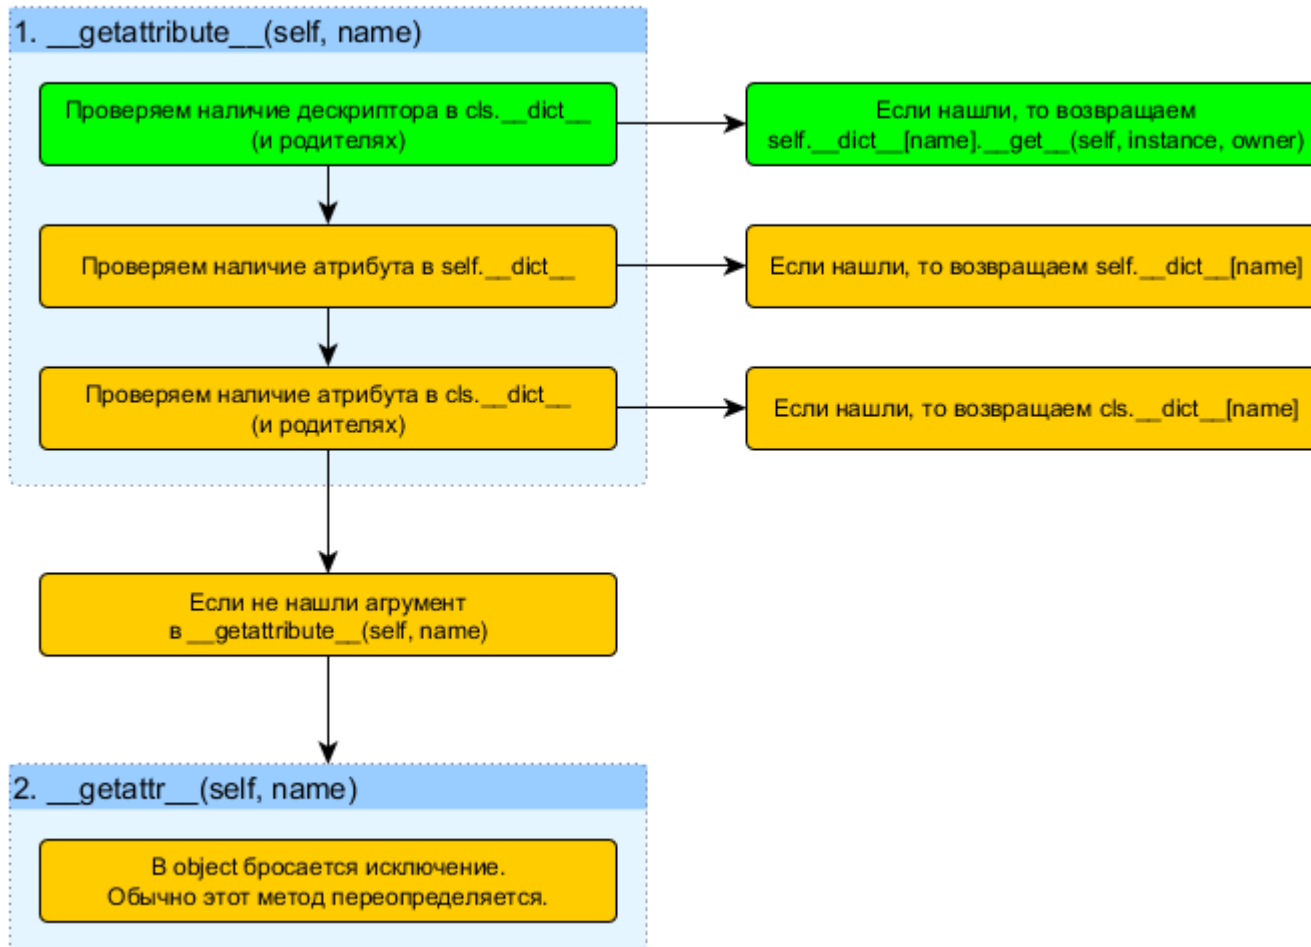 1. __getattribute__(self, name)
Проверяем наличие дескриптора в cls.__dict__
(и родителях)
Если нашли, то возвращаем
self.__dict__[name].__get__(self, instance, owner)
Проверяем наличие атрибута в self.__dict__
Если нашли, то возвращаем self.__dict__[name]
Проверяем наличие атрибута в cls.__dict__
(и родителях)
Если нашли, то возвращаем cls.__dict__[name]
Если не нашли агрумент
в __getattribute__(self, name)
2. __getattr__(self, name)
В object бросается исключение.
Обычно этот метод переопределяется.